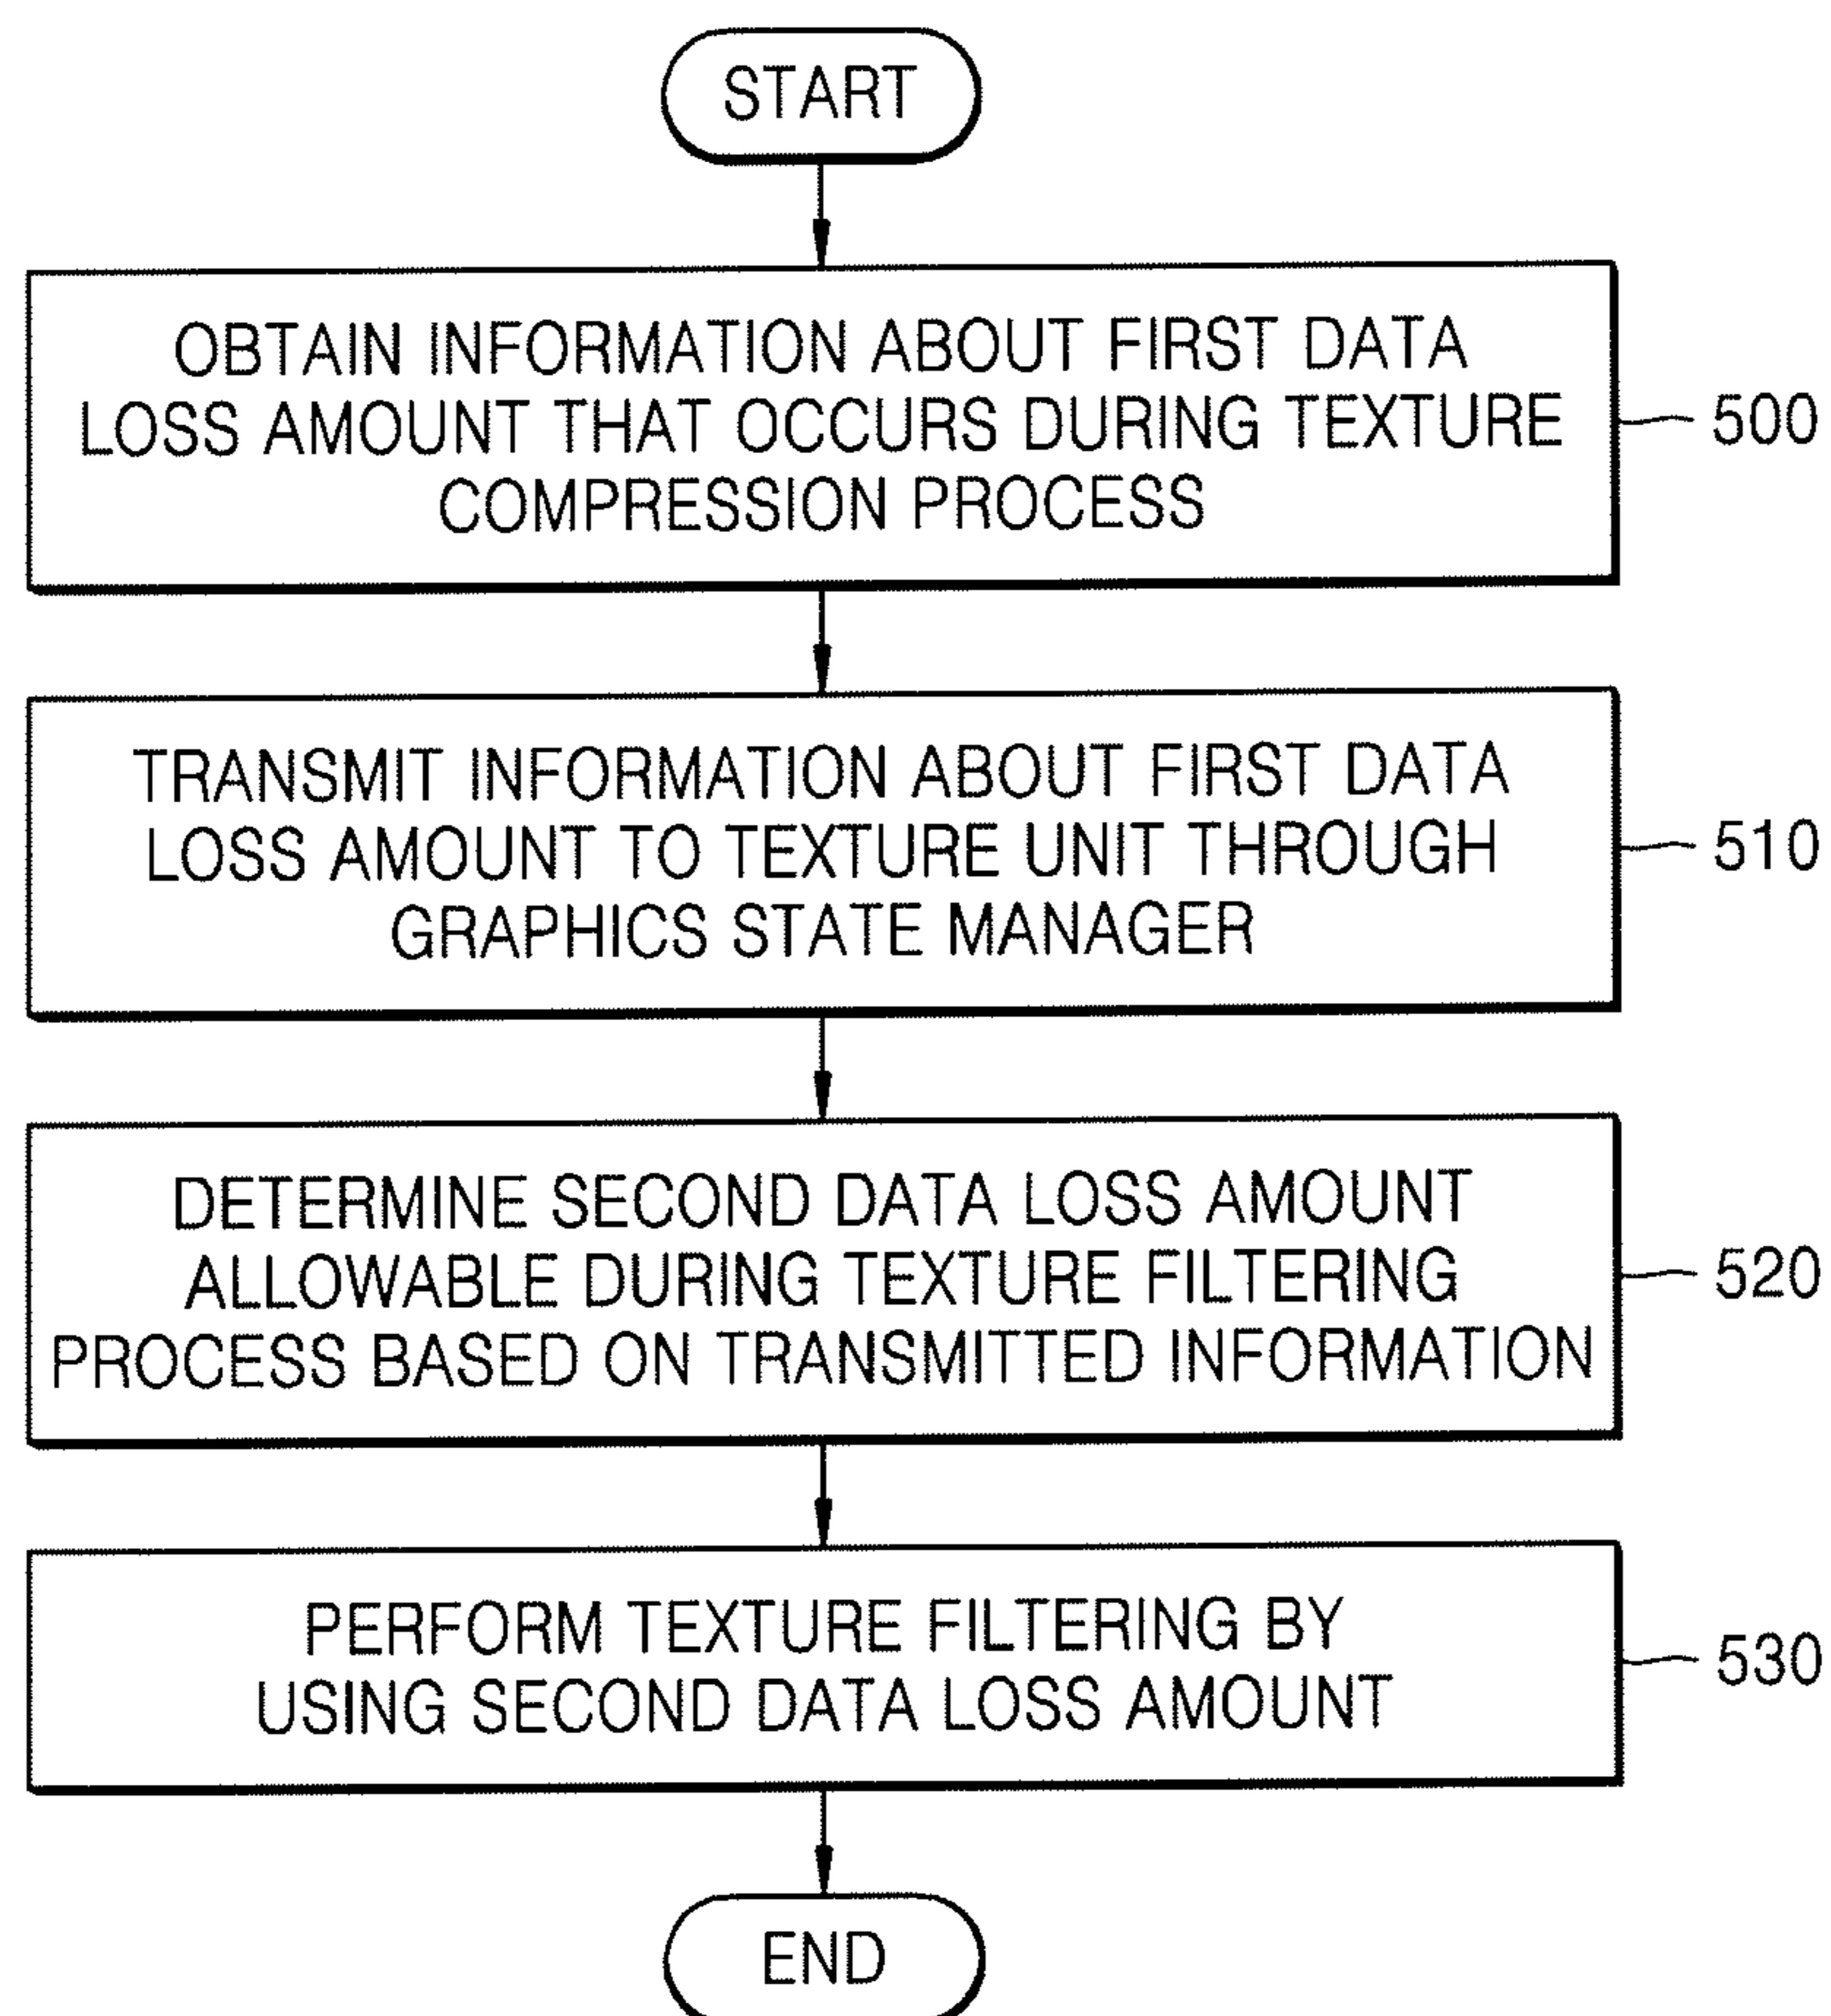 START
OBTAIN INFORMATION ABOUT FIRST DATA
LOSS AMOUNT THAT OCCURS DURING TEXTURE
COMPRESSION PROCESS
500
TRANSMIT INFORMATION ABOUT FIRST DATA
LOSS AMOUNT TO TEXTURE UNIT THROUGH
GRAPHICS STATE MANAGER
510
DETERMINE SECOND DATA LOSS AMOUNT
ALLOWABLE DURING TEXTURE FILTERING
PROCESS BASED ON TRANSMITTED INFORMATION
520
PERFORM TEXTURE FILTERING BY
USING SECOND DATA LOSS AMOUNT
530
END